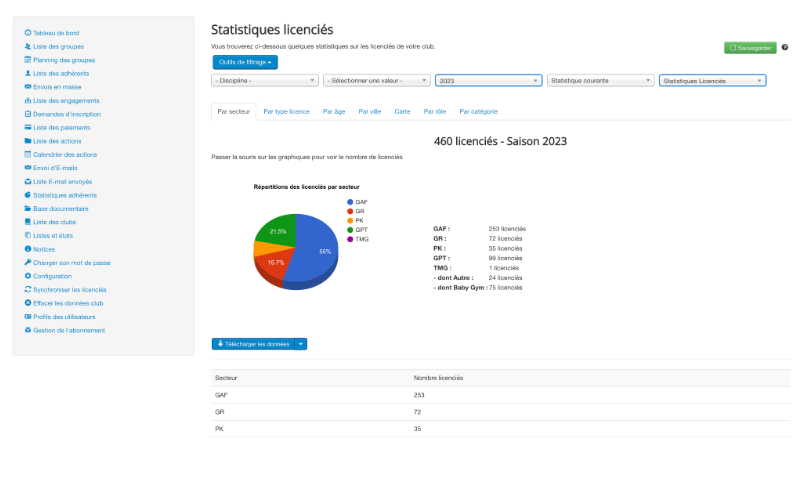 Tableau de bord
Liste des groupes
Planning des groupes
Liste des adhérents
Envois en masse
Liste des engagements
Demandes d'inscription
Liste des paiements
Liste des actions
Calendrier des actions
Envoi d'E-mails
Liste E-mail envoyés
Statistiques adhérents
Base documentaire
Liste des clubs
Listes et états
Notices
Changer son mot de passe
Configuration
Synchroniser les licenciés
Effacer les données club
Profils des utilisateurs
Gestion de l'abonnement
Statistiques licenciés
Vous trouverez ci-dessous quelques statistiques sur les licenciés de votre club.
Sauvegarder
Outils de filtrage
- Discipline -
- Sélectionner une valeur -
2023
Statistique courante
Statistiques Licenciés
Par secteur
Par type licence
Par âge
Par ville
Carte
Par rôle
Par catégorie
460 licenciés - Saison 2023
Passer la souris sur les graphiques pour voir le nombre de licenciés
Répartitions des licenciés par secteur
GAF
GR
PK
GPT
TMG
21.5%
55%
15.7%
GAF : 253 licenciés
GR : 72 licenciés
PK : 35 licenciés
GPT : 99 licenciés
TMG : 1 licenciés
- dont Autre : 24 licenciés
- dont Baby Gym : 75 licenciés
Télécharger les données
Secteur Nombre licenciés
GAF 253
GR 72
PK 35